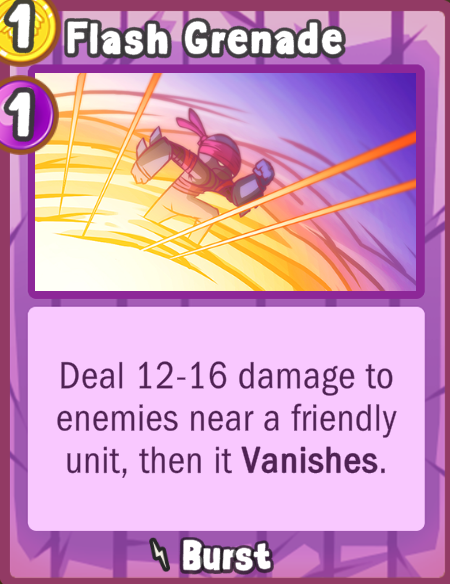 1 Flash Grenade
1
Deal 12-16 damage to
enemies near a friendly
unit, then it Vanishes.
Burst